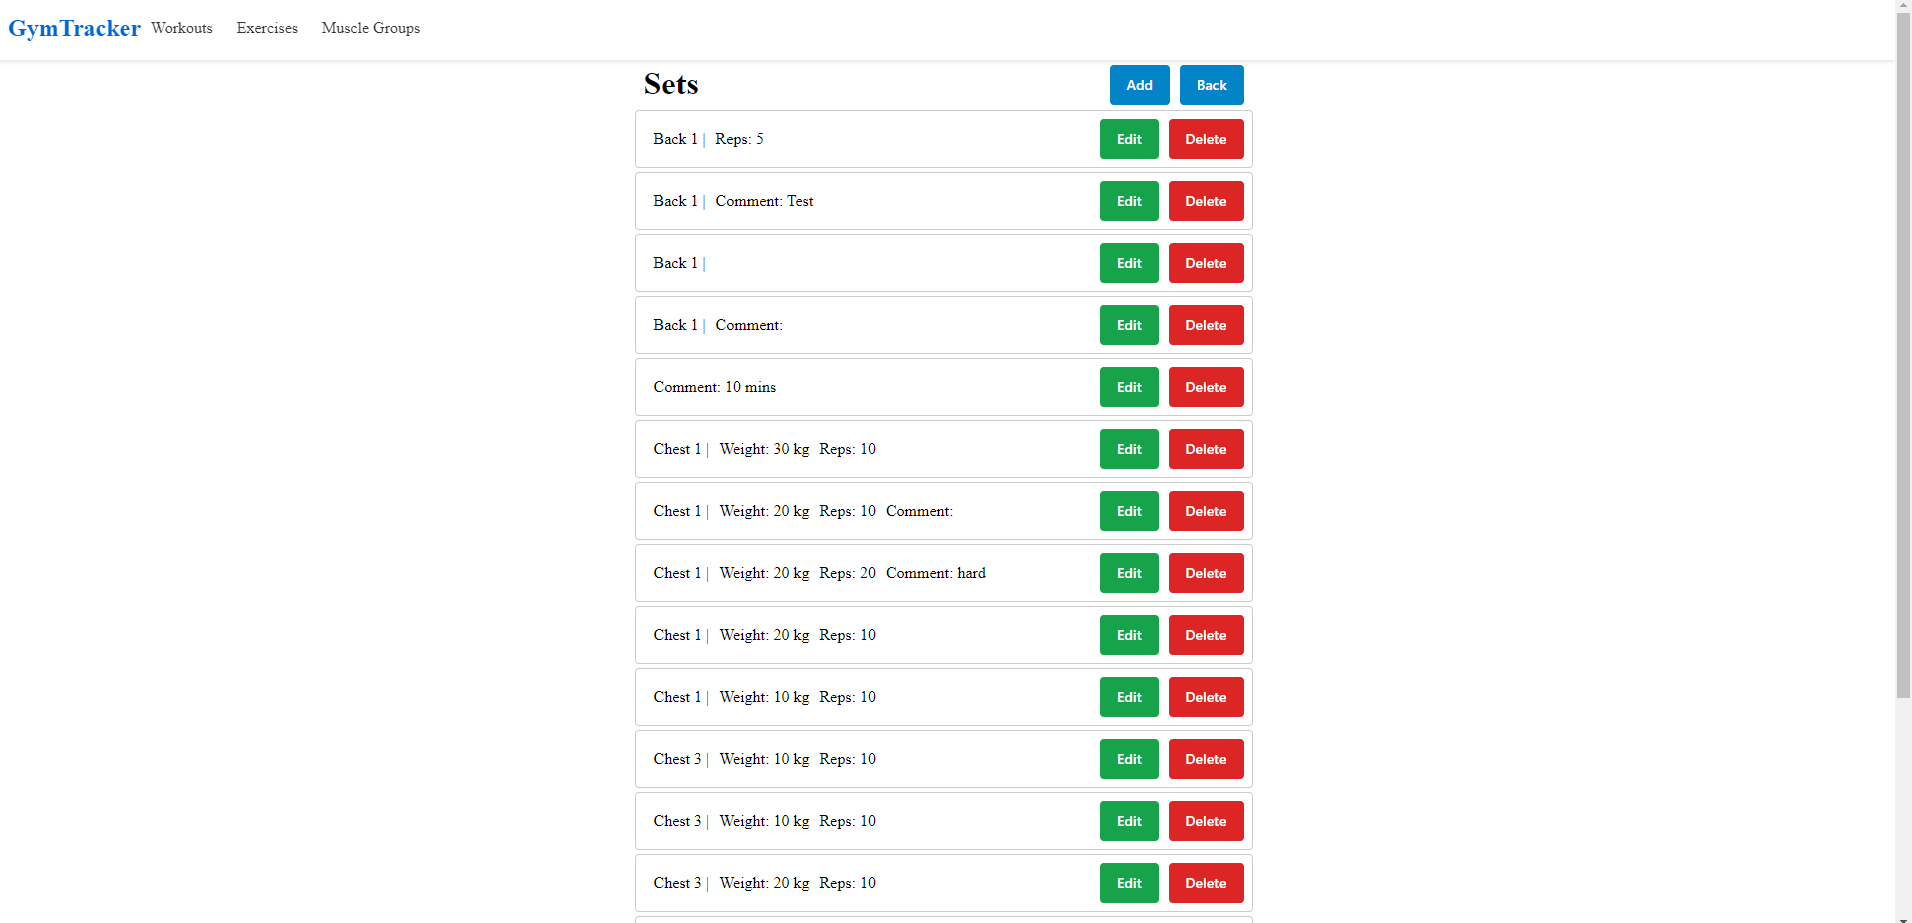 GymTracker Workouts Exercises Muscle Groups
Sets Add Back
Back 1 | Reps: 5 Edit Delete
Back 1 | Comment: Test Edit Delete
Back 1 | Edit Delete
Back 1 | Comment: Edit Delete
Comment: 10 mins Edit Delete
Chest 1 | Weight: 30 kg Reps: 10 Edit Delete
Chest 1 | Weight: 20 kg Reps: 10 Comment: Edit Delete
Chest 1 | Weight: 20 kg Reps: 20 Comment: hard Edit Delete
Chest 1 | Weight: 20 kg Reps: 10 Edit Delete
Chest 1 | Weight: 10 kg Reps: 10 Edit Delete
Chest 3 | Weight: 10 kg Reps: 10 Edit Delete
Chest 3 | Weight: 10 kg Reps: 10 Edit Delete
Chest 3 | Weight: 20 kg Reps: 10 Edit Delete